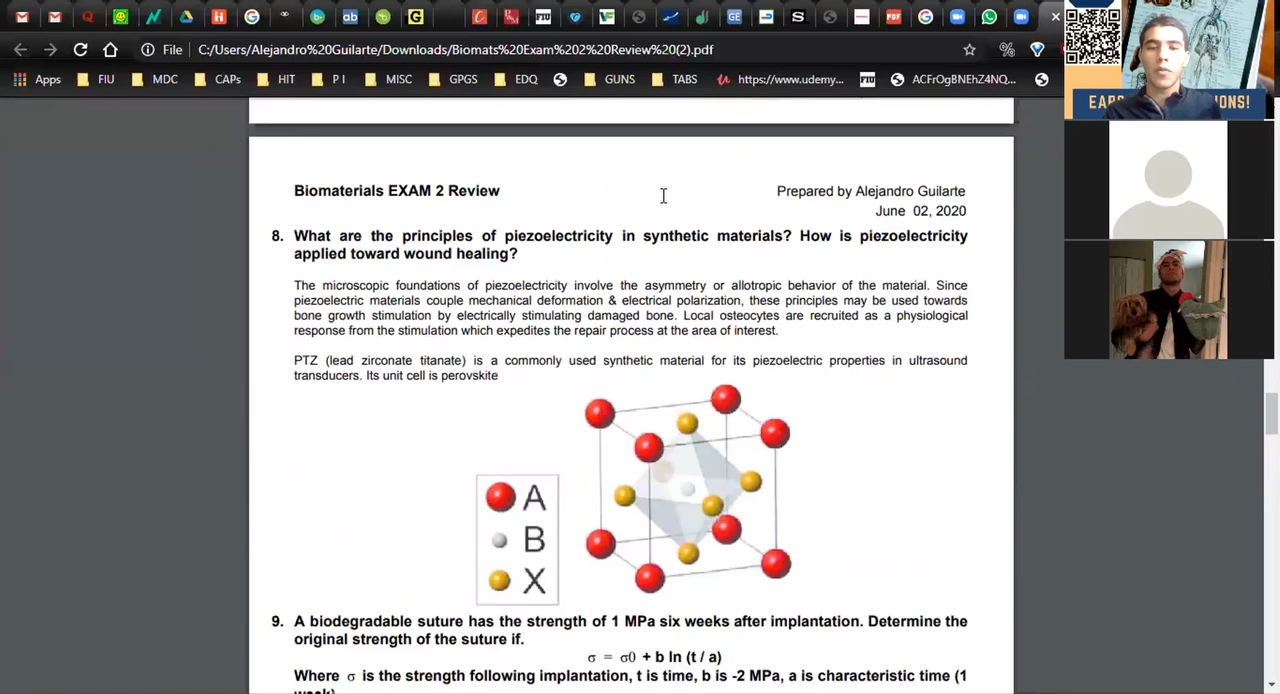 File
C:/Users/Alejandro%20Guilarte/Downloads/Biomats%20Exam%202%20Review%20(2).pdf
Apps FIU MDC CAPs HIT P I MISC GPSS EDQ GUNS TABS https://www.udemy... FIU ACFrOgBNEhZ4NQ...
Biomaterials EXAM 2 Review
Prepared by Alejandro Guilarte
June 02, 2020
8. What are the principles of piezoelectricity in synthetic materials? How is piezoelectricity
applied toward wound healing?
The microscopic foundations of piezoelectricity involve the asymmetry or allotropic behavior of the material. Since
piezoelectric materials couple mechanical deformation & electrical polarization, these principles may be used towards
bone growth stimulation by electrically stimulating damaged bone. Local osteocytes are recruited as a physiological
response from the stimulation which expedites the repair process at the area of interest.
PTZ (lead zirconate titanate) is a commonly used synthetic material for its piezoelectric properties in ultrasound
transducers. Its unit cell is perovskite
A
B
X
9. A biodegradable suture has the strength of 1 MPa six weeks after implantation. Determine the
original strength of the suture if.
σ = σ0 + b ln (t / a)
Where σ is the strength following implantation, t is time, b is -2 MPa, a is characteristic time (1
week)